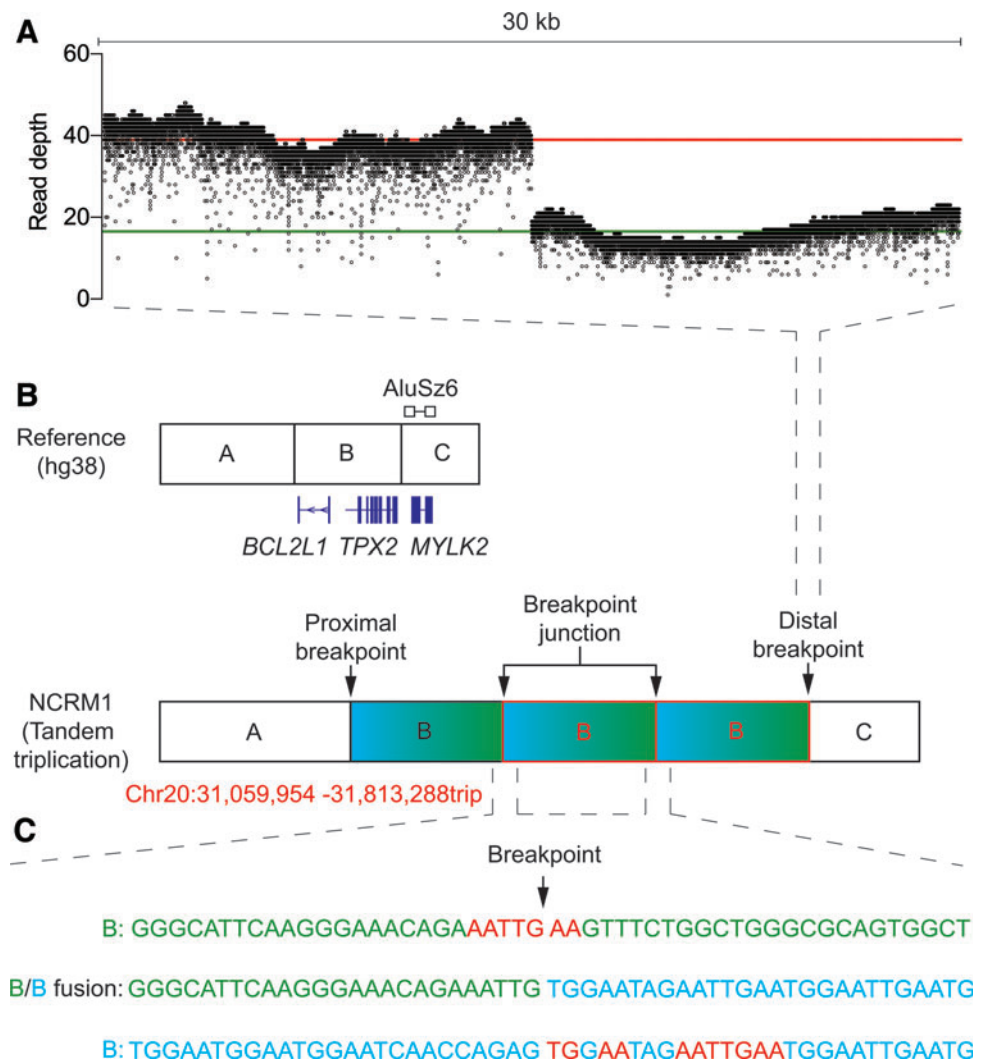 A
30 kb
Read depth
60
40
20
0
B
Reference
(hg38)
AluSz6
A
B
C
BCL2L1
TPX2
MYLK2
Proximal
breakpoint
Breakpoint
junction
Distal
breakpoint
NCRM1
(Tandem
triplication)
A
B
B
B
C
Chr20:31,059,954 -31,813,288trip
C
Breakpoint
B: GGGCATTCAAGGGAAACAGAAATTG AAGTTTCTGGCTGGGCGCAGTGGCT
B/B fusion: GGGCATTCAAGGGAAACAGAAATTG TGGAATAGAATTGAATGGAATTGAATG
B: TGGAATGGAATGGAATCAACCAGAG TGGAATAGAATTGAATGGAATTGAATG